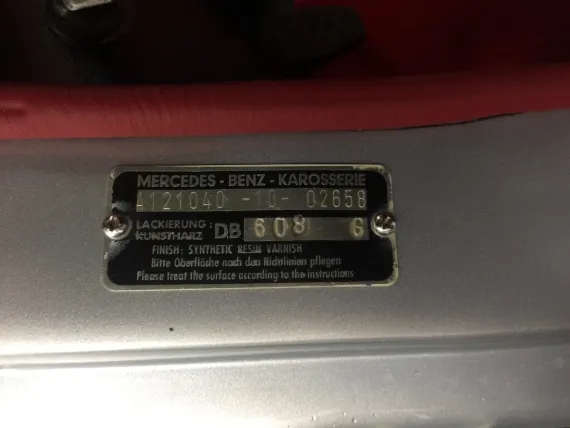 MERCEDES - BENZ - KAROSSERIE
A121040 -10- 02658
LACKIERUNG:
KUNSTHARZ DB 608 G
FINISH: SYNTHETIC RESIN VARNISH
Bitte Oberfläche nach den Richtlinien pflegen
Please treat the surface according to the instructions